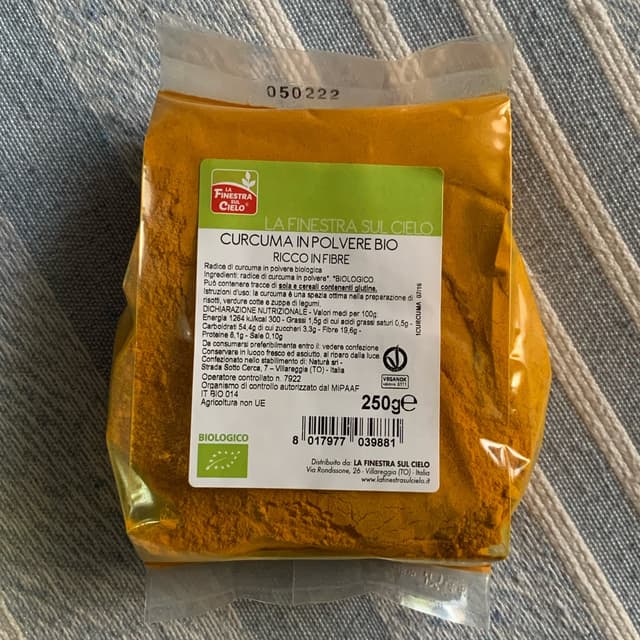 050222
LA
FINESTRA
SUL
CIELO
LA FINESTRA SUL CIELO
CURCUMA IN POLVERE BIO
RICCO IN FIBRE
Radice di curcuma in polvere biologica
Ingredienti: radice di curcuma in polvere*. *BIOLOGICO
Può contenere tracce di soia e cereali contenenti glutine.
Istruzioni d'uso: la curcuma è una spezia ottima nella preparazione di
risotti, verdure cotte e zuppe di legumi.
DICHIARAZIONE NUTRIZIONALE - Valori medi per 100g:
Energia 1264 kJ/kcal 300 - Grassi 1,5g di cui acidi grassi saturi 0,5g -
Carboidrati 54,4g di cui zuccheri 3,3g - Fibre 19,6g -
Proteine 8,1g - Sale 0,10g
Da consumarsi preferibilmente entro il: vedere confezione
Conservare in luogo fresco ed asciutto, al riparo dalla luce
Confezionato nello stabilimento di: Naturà srl -
Strada Sotto Cerca, 7 – Villareggia (TO) - Italia
Operatore controllato n. 7922
Organismo di controllo autorizzato dal MIPAAF
IT BIO 014
Agricoltura non UE
1CURCUMA 07/16
VEGANOK
250g e
BIOLOGICO
8 017977 039881
Distribuito da: LA FINESTRA SUL CIELO
Via Rondissone, 26 - Villareggia (TO) - Italia
www.lafinestrasulcielo.it